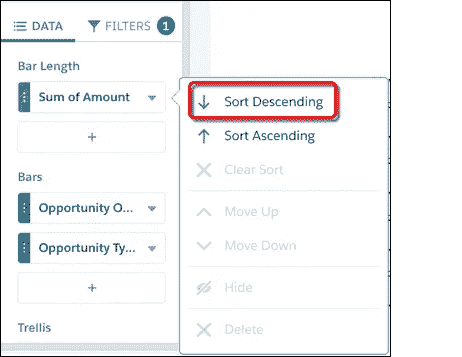 DATA
FILTERS 1
Bar Length
Sum of Amount
+
Bars
Opportunity O...
Opportunity Ty...
+
Trellis
Sort Descending
Sort Ascending
Clear Sort
Move Up
Move Down
Hide
Delete